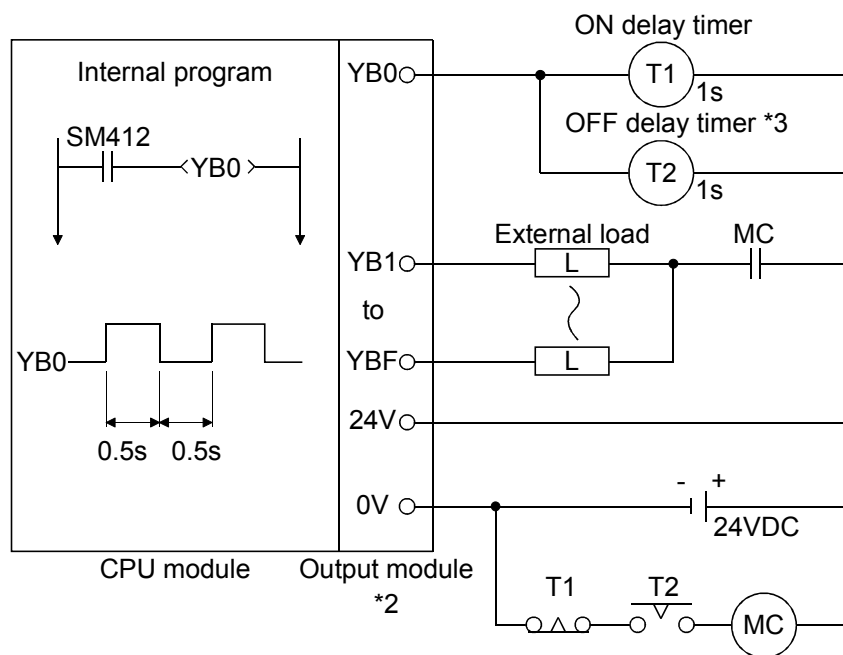 ON delay timer
Internal program
YB0
T1
1s
SM412
OFF delay timer *3
YB0
T2
1s
External load
MC
YB1
L
to
YB0
YBF
L
24V
0.5s
0.5s
0V
- +
24VDC
CPU module
Output module
*2
T1
T2
MC